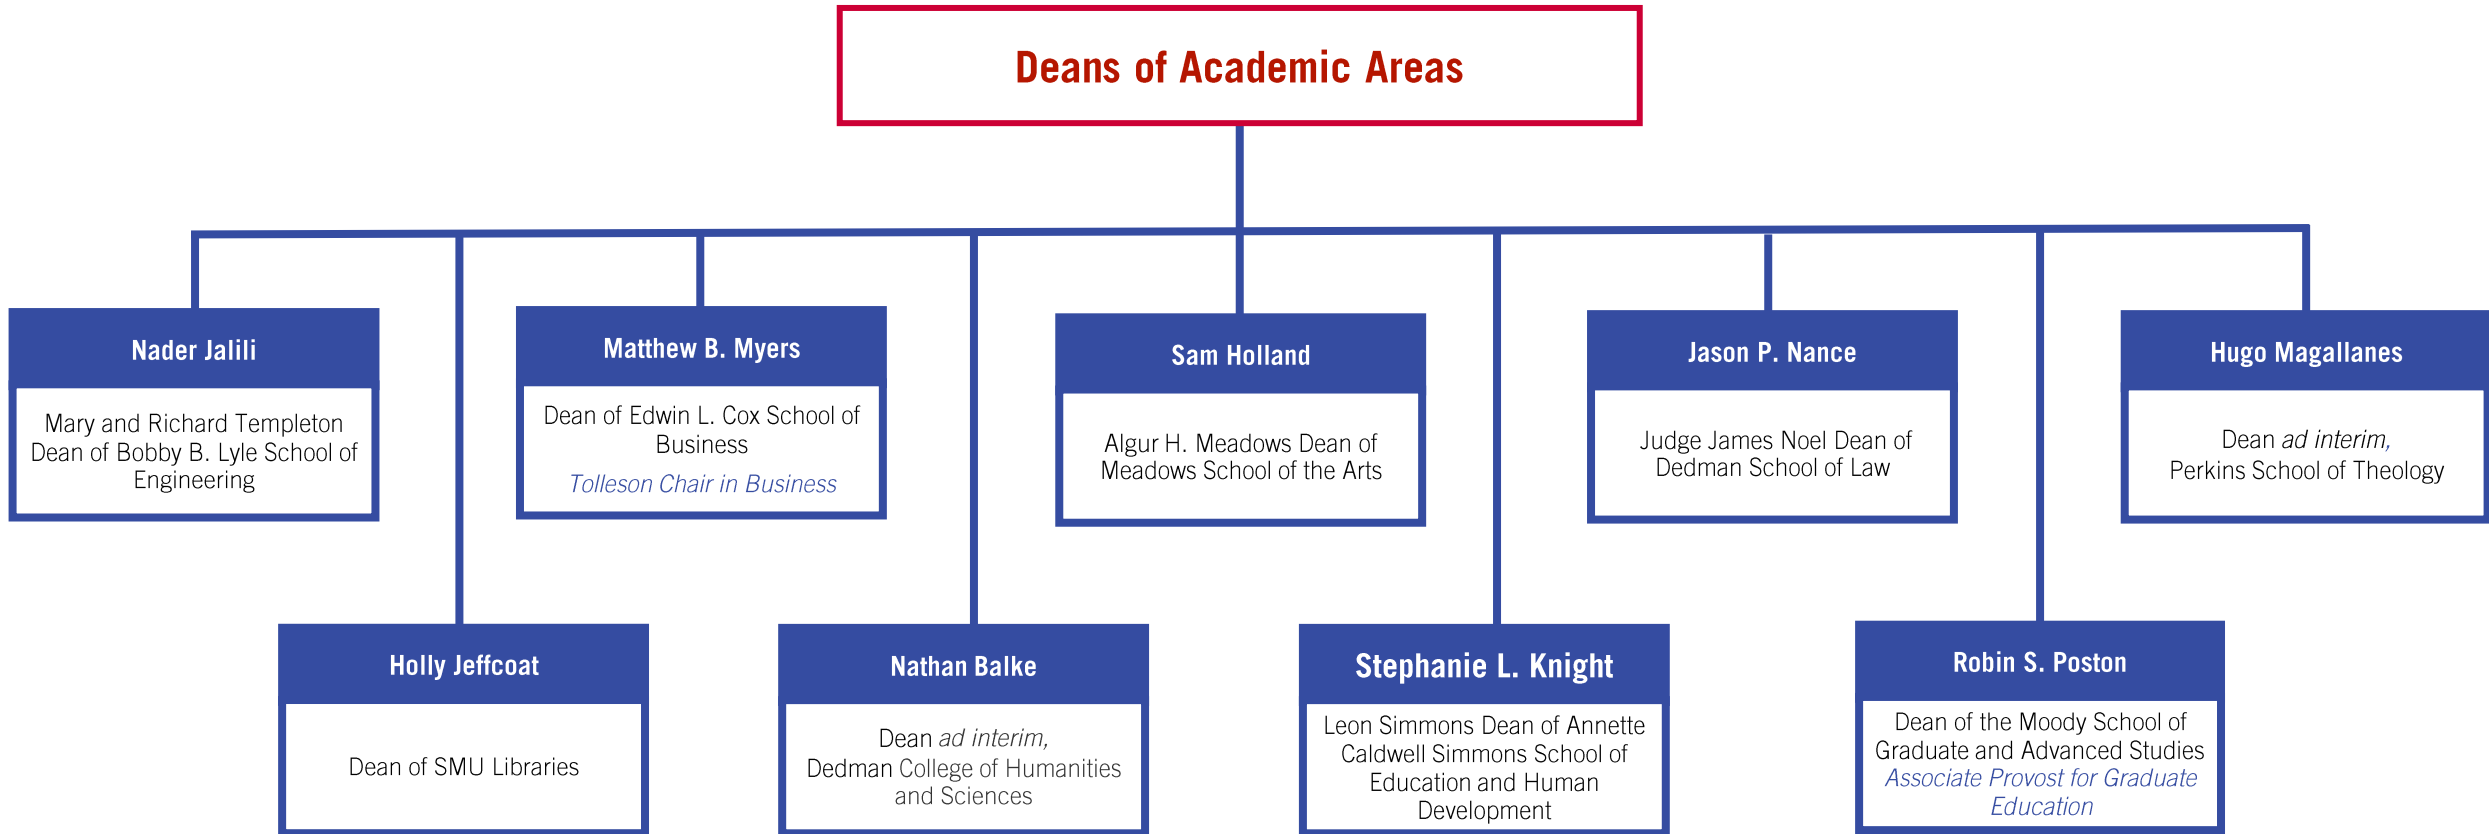 Deans of Academic Areas
Nader Jalili
Mary and Richard Templeton
Dean of Bobby B. Lyle School of
Engineering
Matthew B. Myers
Dean of Edwin L. Cox School of
Business
Tolleson Chair in Business
Sam Holland
Algur H. Meadows Dean of
Meadows School of the Arts
Jason P. Nance
Judge James Noel Dean of
Dedman School of Law
Hugo Magallanes
Dean ad interim,
Perkins School of Theology
Holly Jeffcoat
Dean of SMU Libraries
Nathan Balke
Dean ad interim,
Dedman College of Humanities
and Sciences
Stephanie L. Knight
Leon Simmons Dean of Annette
Caldwell Simmons School of
Education and Human
Development
Robin S. Poston
Dean of the Moody School of
Graduate and Advanced Studies
Associate Provost for Graduate
Education